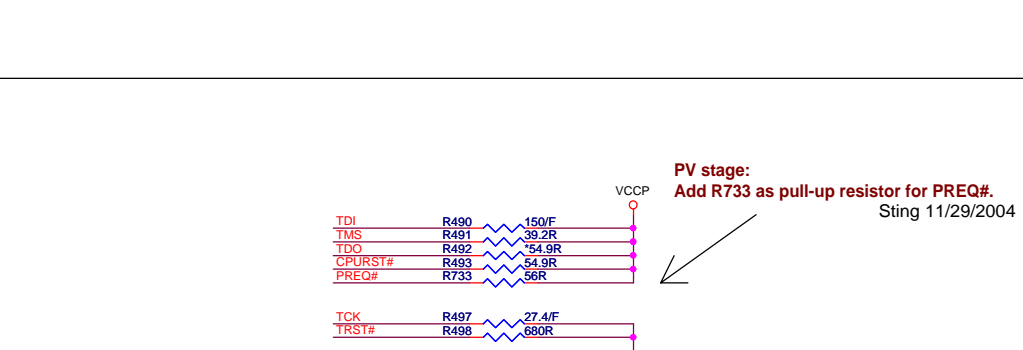 PV stage:
Add R733 as pull-up resistor for PREQ#.
Sting 11/29/2004
VCCP
TDI R490 150/F
TMS R491 39.2R
TDO R492 *54.9R
CPURST# R493 54.9R
PREQ# R733 56R
TCK R497 27.4/F
TRST# R498 680R